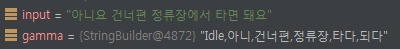 input = "아니요 건너편 정류장에서 타면 돼요"
gamma = {StringBuilder@4872} "Idle,아니,건너편,정류장,타다,되다"